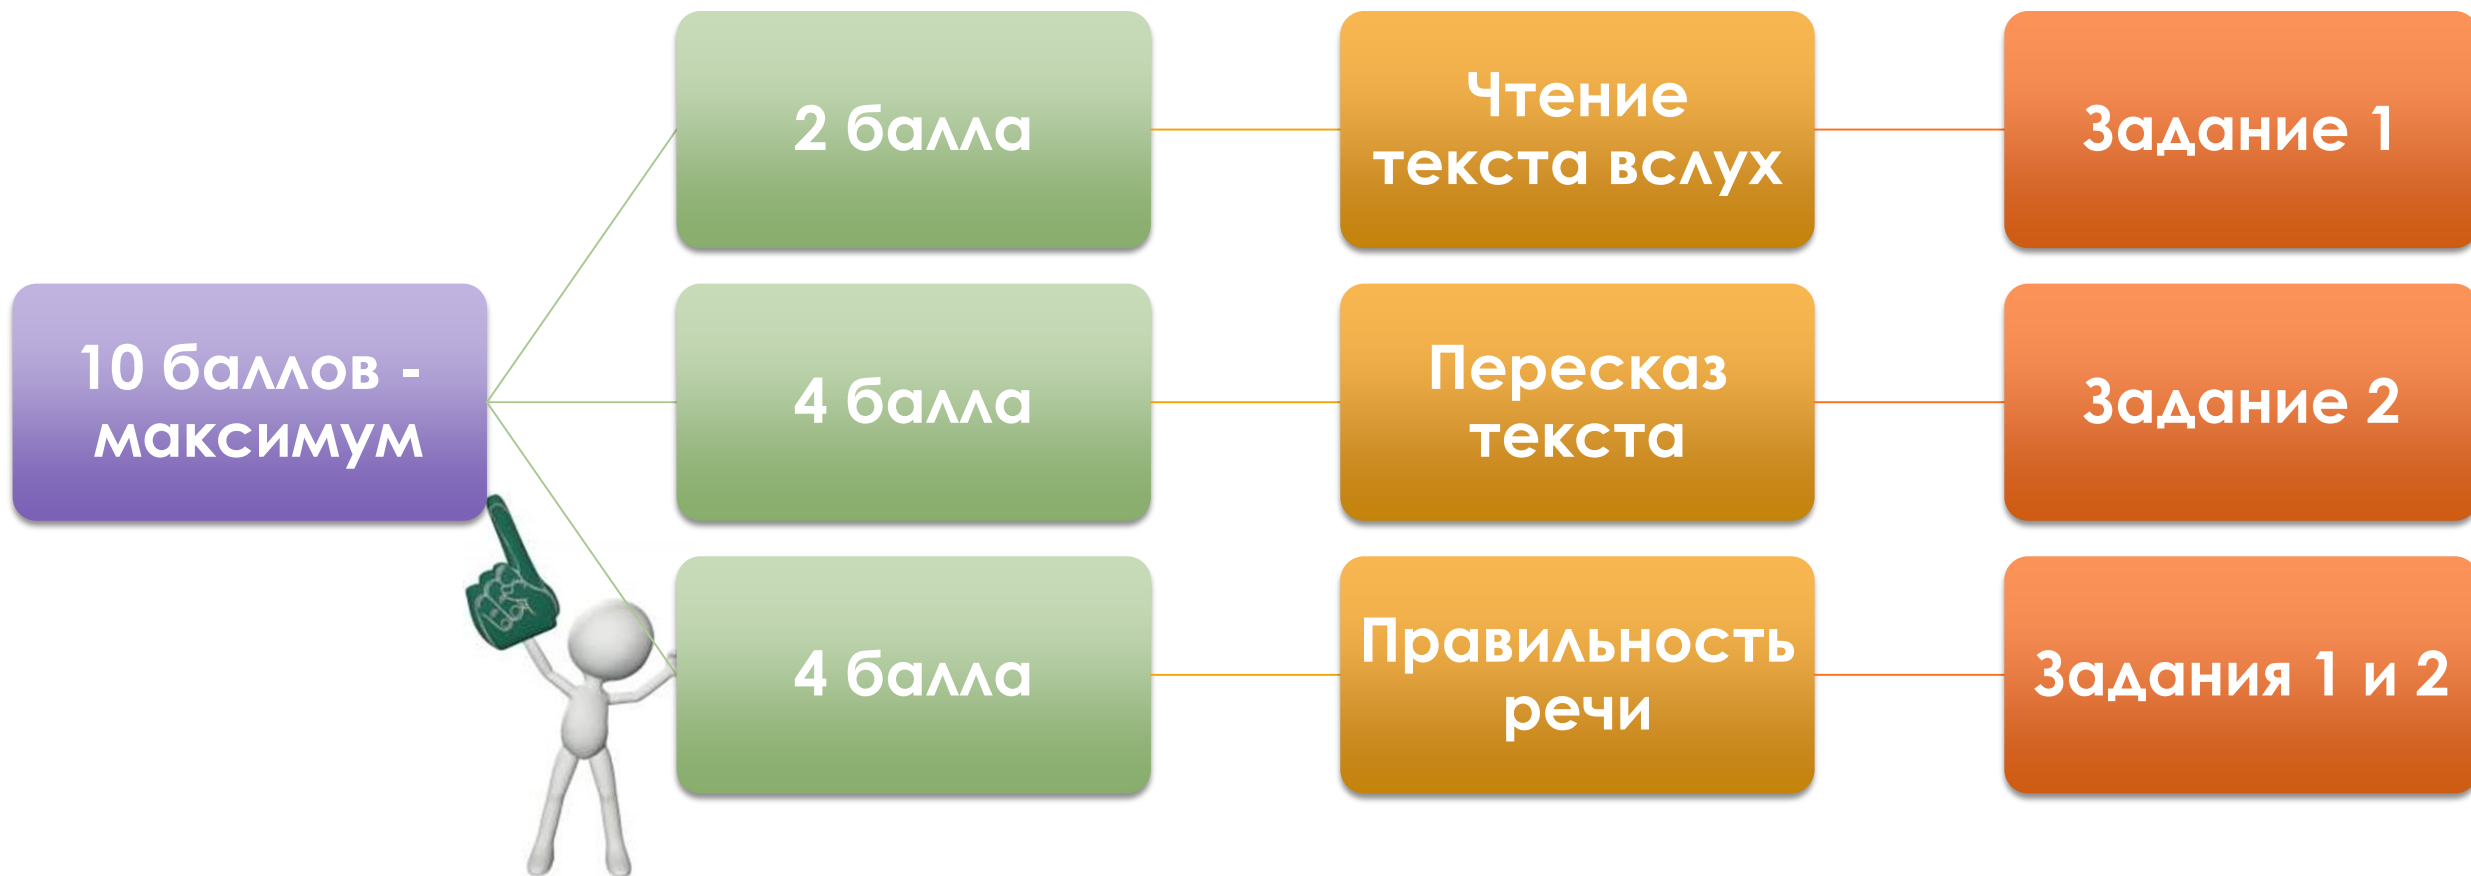 10 баллов -
максимум
2 балла
Чтение
текста вслух
Задание 1
4 балла
Пересказ
текста
Задание 2
4 балла
Правильность
речи
Задания 1 и 2